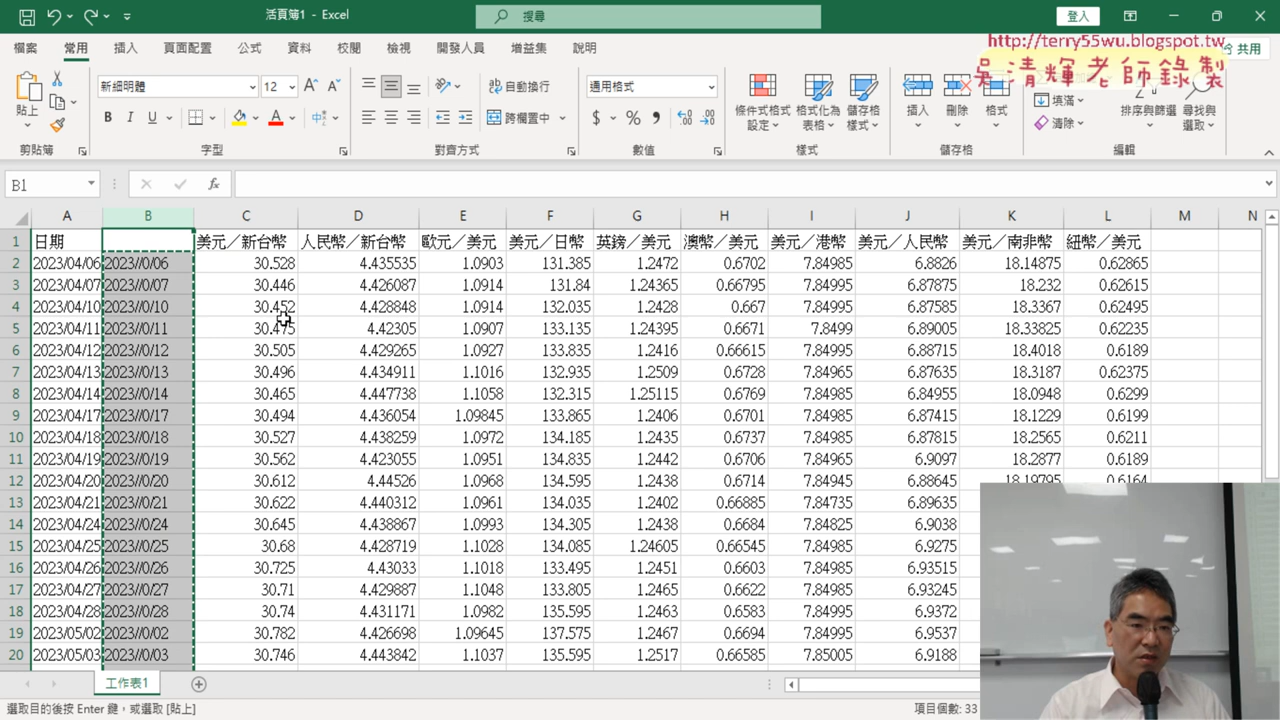 活頁簿1 - Excel
搜尋
登入
檔案 常用 插入 頁面配置 公式 資料 校閱 檢視 開發人員 增益集 說明
共用
http://terry55wu.blogspot.tw
吳清輝老師錄製
貼上
新細明體 12
B I U
自動換行
跨欄置中
通用格式
$ % ,
條件式格式設定
格式化為表格
儲存格樣式
插入 刪除 格式
填滿
清除
排序與篩選
尋找與選取
剪貼簿 字型 對齊方式 數值 樣式 儲存格 編輯
B1
fx
A B C D E F G H I J K L M N
1 日期 美元／新台幣 人民幣／新台幣 歐元／美元 美元／日幣 英鎊／美元 澳幣／美元 美元／港幣 美元／人民幣 美元／南非幣 紐幣／美元
2 2023/04/06 2023//0/06 30.528 4.435535 1.0903 131.385 1.2472 0.6702 7.84985 6.8826 18.14875 0.62865
3 2023/04/07 2023//0/07 30.446 4.426087 1.0914 131.84 1.24365 0.66795 7.84985 6.87875 18.232 0.62615
4 2023/04/10 2023//0/10 30.452 4.428848 1.0914 132.035 1.2428 0.667 7.84995 6.87585 18.3367 0.62495
5 2023/04/11 2023//0/11 30.475 4.42305 1.0907 133.135 1.24395 0.6671 7.8499 6.89005 18.33825 0.62235
6 2023/04/12 2023//0/12 30.505 4.429265 1.0927 133.835 1.2416 0.66615 7.84995 6.88715 18.4018 0.6189
7 2023/04/13 2023//0/13 30.496 4.434911 1.1016 132.935 1.2509 0.6728 7.84965 6.87635 18.3187 0.62375
8 2023/04/14 2023//0/14 30.465 4.447738 1.1058 132.315 1.25115 0.6769 7.84985 6.84955 18.0948 0.6299
9 2023/04/17 2023//0/17 30.494 4.436054 1.09845 133.865 1.2406 0.6701 7.84985 6.87415 18.1229 0.6199
10 2023/04/18 2023//0/18 30.527 4.438259 1.0972 134.185 1.2435 0.6737 7.84985 6.87815 18.2565 0.6211
11 2023/04/19 2023//0/19 30.562 4.423055 1.0951 134.835 1.2442 0.6706 7.84965 6.9097 18.2877 0.6189
12 2023/04/20 2023//0/20 30.612 4.44526 1.0968 134.595 1.2438 0.6714 7.84945 6.88645 18.19795 0.6164
13 2023/04/21 2023//0/21 30.622 4.440312 1.0961 134.035 1.2402 0.66885 7.84735 6.89635
14 2023/04/24 2023//0/24 30.645 4.438867 1.0993 134.305 1.2438 0.6684 7.84825 6.9038
15 2023/04/25 2023//0/25 30.68 4.428719 1.1028 134.085 1.24605 0.66545 7.84985 6.9275
16 2023/04/26 2023//0/26 30.725 4.43033 1.1018 133.495 1.2451 0.6603 7.84985 6.93515
17 2023/04/27 2023//0/27 30.71 4.429887 1.1048 133.805 1.2465 0.6622 7.84985 6.93245
18 2023/04/28 2023//0/28 30.74 4.431171 1.0982 135.595 1.2463 0.6583 7.84995 6.9372
19 2023/05/02 2023//0/02 30.782 4.426698 1.09645 137.575 1.2467 0.6694 7.84995 6.9537
20 2023/05/03 2023//0/03 30.746 4.443842 1.1037 135.595 1.2517 0.66585 7.85005 6.9188
工作表1
選取目的後按 Enter 鍵，或選取 [貼上]
項目個數: 33